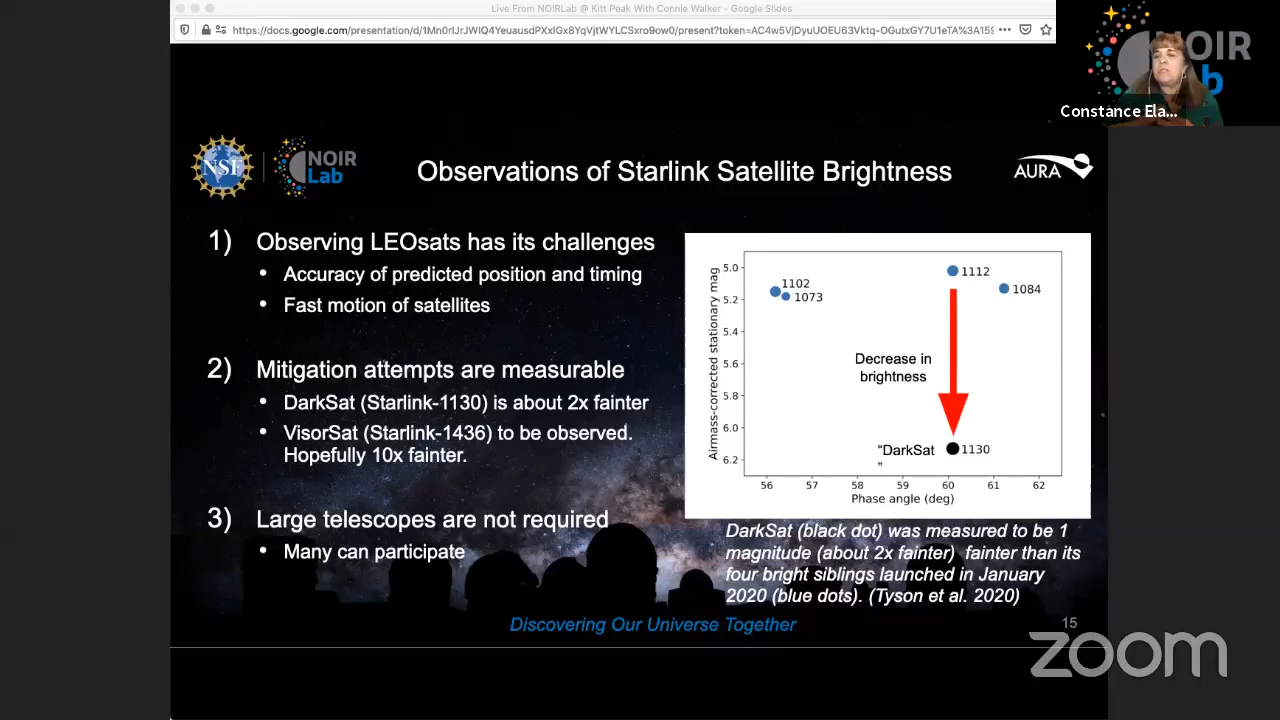 Live From NOIRLab @ Kitt Peak With Connie Walker - Google Slides
NOIR
Lab
Constance Ela...
NSF
NOIR
Lab
Observations of Starlink Satellite Brightness
AURA
1) Observing LEOsats has its challenges
• Accuracy of predicted position and timing
• Fast motion of satellites
2) Mitigation attempts are measurable
• DarkSat (Starlink-1130) is about 2x fainter
• VisorSat (Starlink-1436) to be observed.
Hopefully 10x fainter.
3) Large telescopes are not required
• Many can participate
Airmass-corrected stationary mag
5.0
5.2
5.4
5.6
5.8
6.0
6.2
1102
1073
1112
1084
Decrease in
brightness
“DarkSat
”
1130
56 57 58 59 60 61 62
Phase angle (deg)
DarkSat (black dot) was measured to be 1
magnitude (about 2x fainter) fainter than its
four bright siblings launched in January
2020 (blue dots). (Tyson et al. 2020)
Discovering Our Universe Together
15
zoom